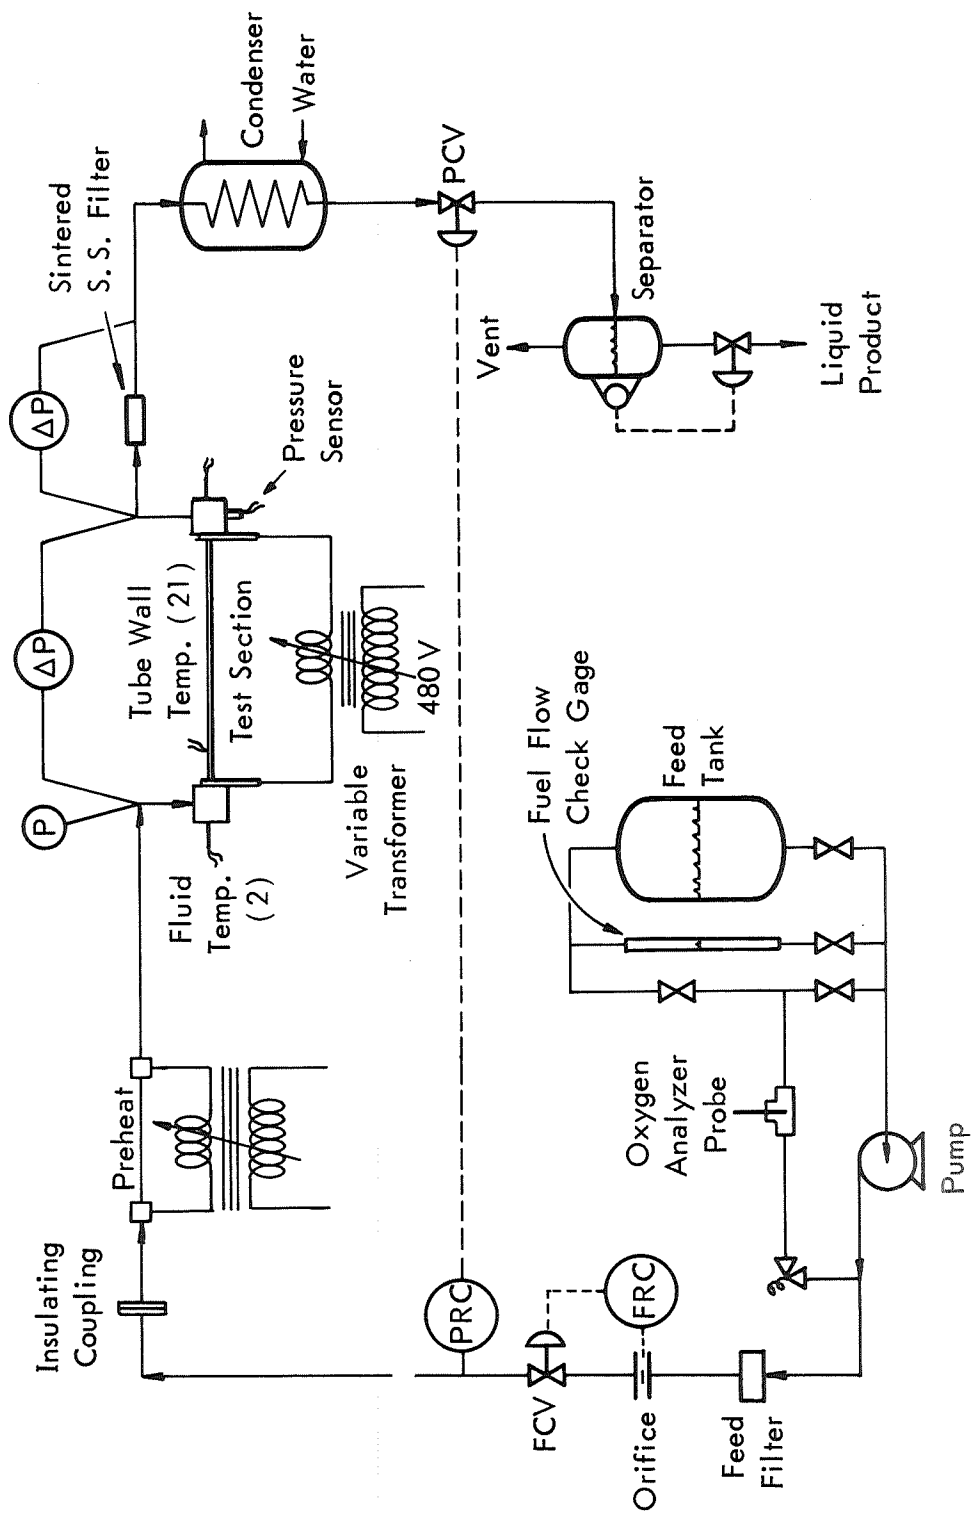 Insulating
Coupling
Preheat
P
ΔP
ΔP
Sintered
S. S. Filter
Condenser
Water
Fluid
Temp.
(2)
Tube Wall
Temp. (21)
Test Section
Pressure
Sensor
Variable
Transformer
480 V
PRC
PCV
Vent
Separator
Liquid
Product
FCV
FRC
Orifice
Feed
Filter
Oxygen
Analyzer
Probe
Fuel Flow
Check Gage
Feed
Tank
Pump